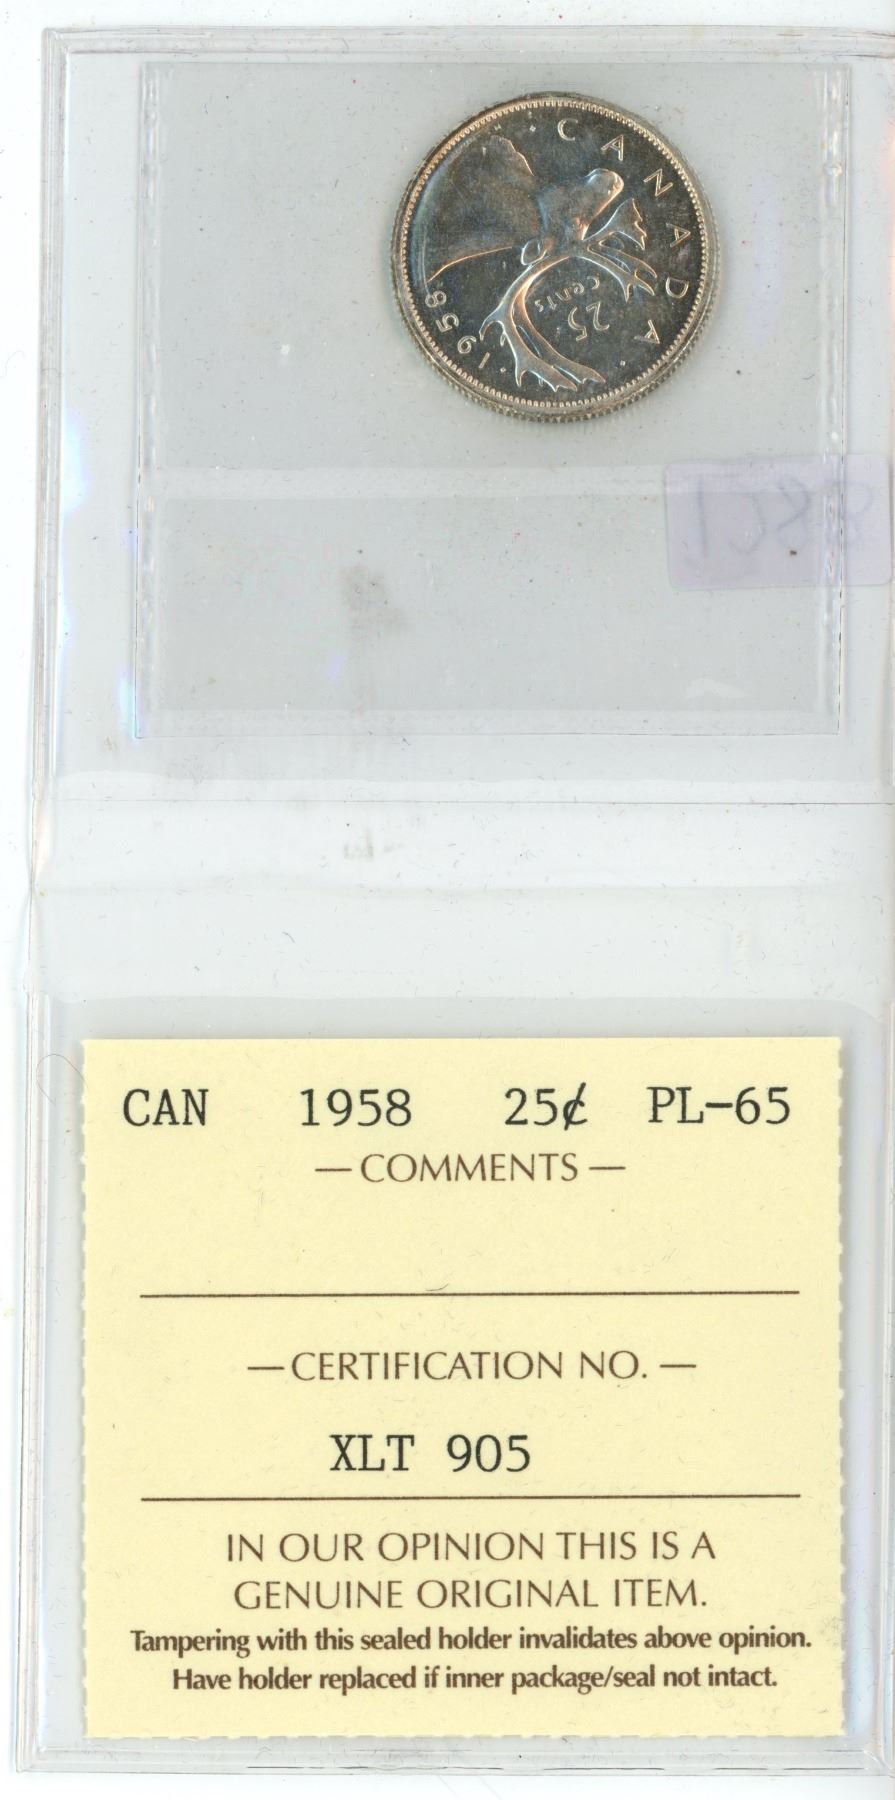 CANADA
25
cents
1958
CAN 1958 25¢ PL-65
—COMMENTS—
—CERTIFICATION NO.—
XLT 905
IN OUR OPINION THIS IS A
GENUINE ORIGINAL ITEM.
Tampering with this sealed holder invalidates above opinion.
Have holder replaced if inner package/seal not intact.